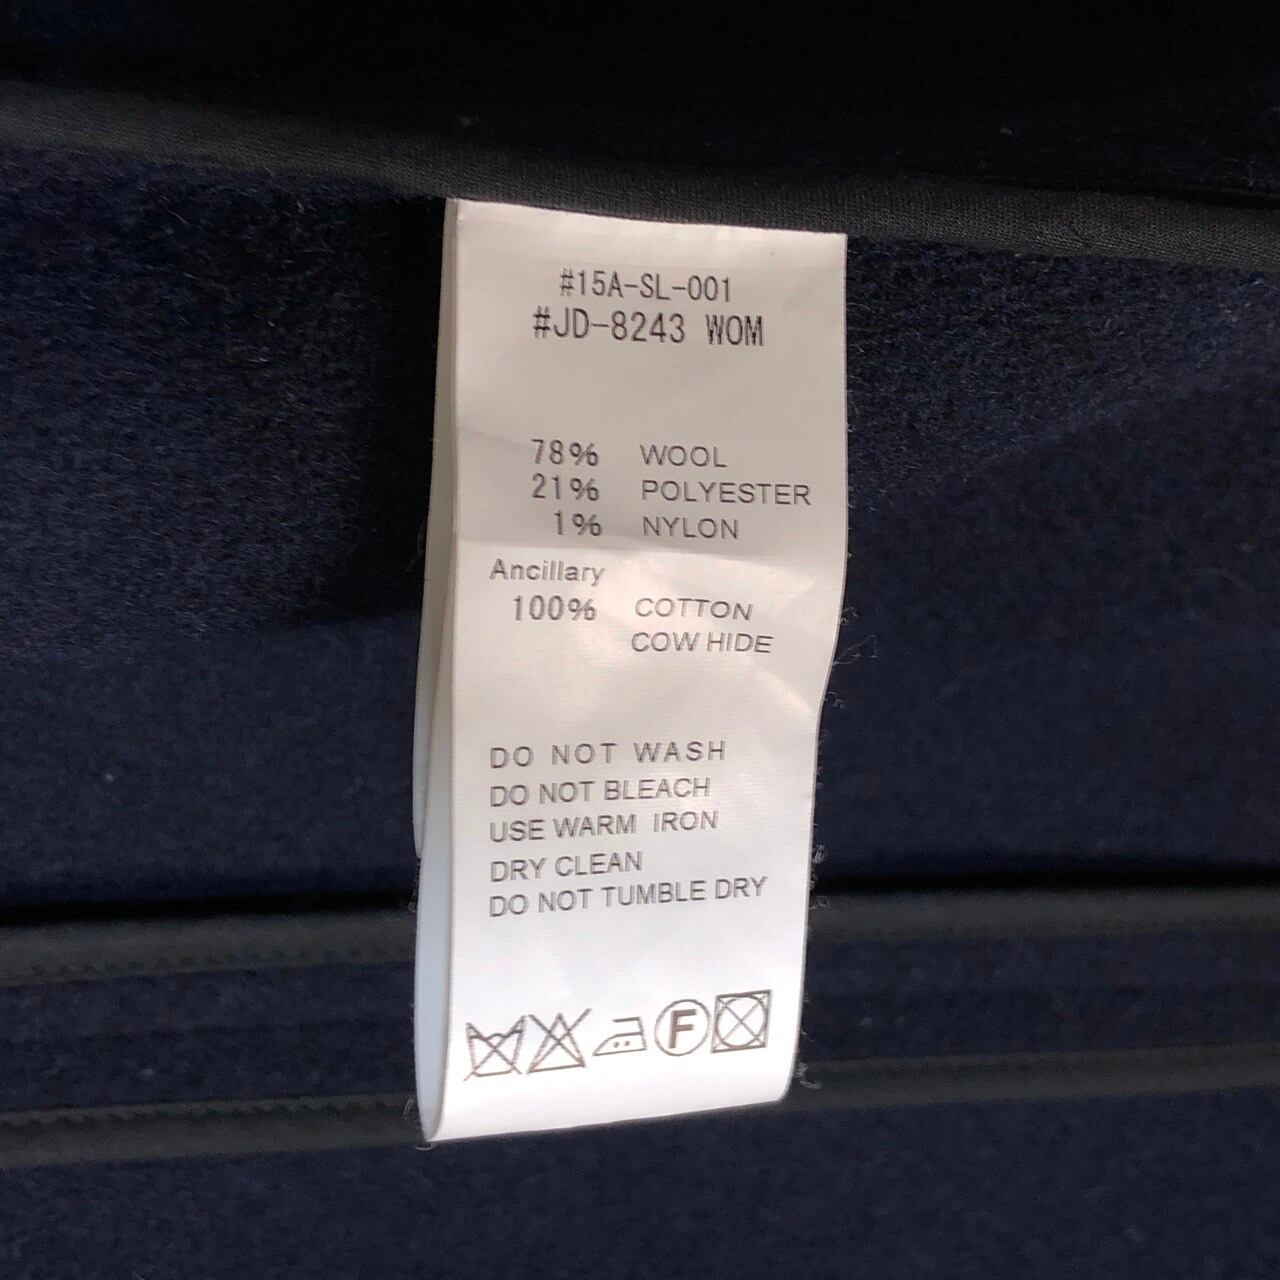 #15A-SL-001
#JD-8243 WOM
78% WOOL
21% POLYESTER
1% NYLON
Ancillary
100% COTTON
COW HIDE
DO NOT WASH
DO NOT BLEACH
USE WARM IRON
DRY CLEAN
DO NOT TUMBLE DRY
F